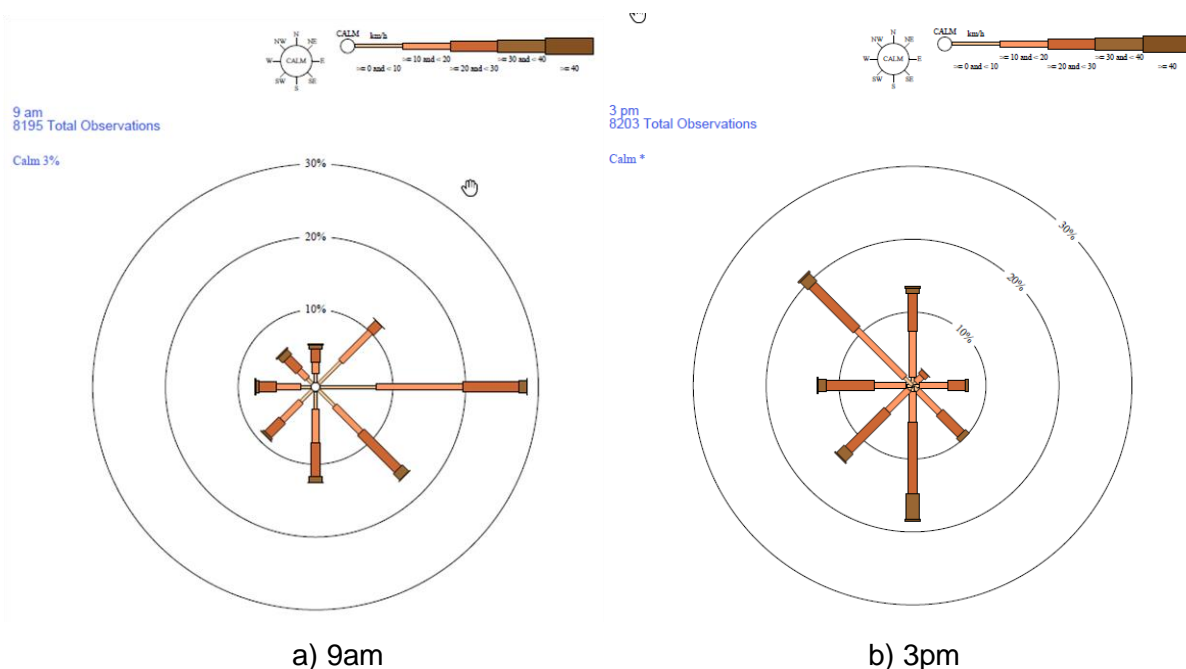 CALM
km/h
N
NW
NE
>= 10 and < 20
>= 30 and < 40
W
CALM
E
>= 0 and < 10
>= 20 and < 30
>= 40
SW
SE
S
9 am
8195 Total Observations
Calm 3%
30%
20%
10%
a) 9am
CALM
km/h
N
NW
NE
>= 10 and < 20
>= 30 and < 40
W
CALM
E
>= 0 and < 10
>= 20 and < 30
>= 40
SW
SE
S
3 pm
8203 Total Observations
Calm *
30%
20%
10%
b) 3pm